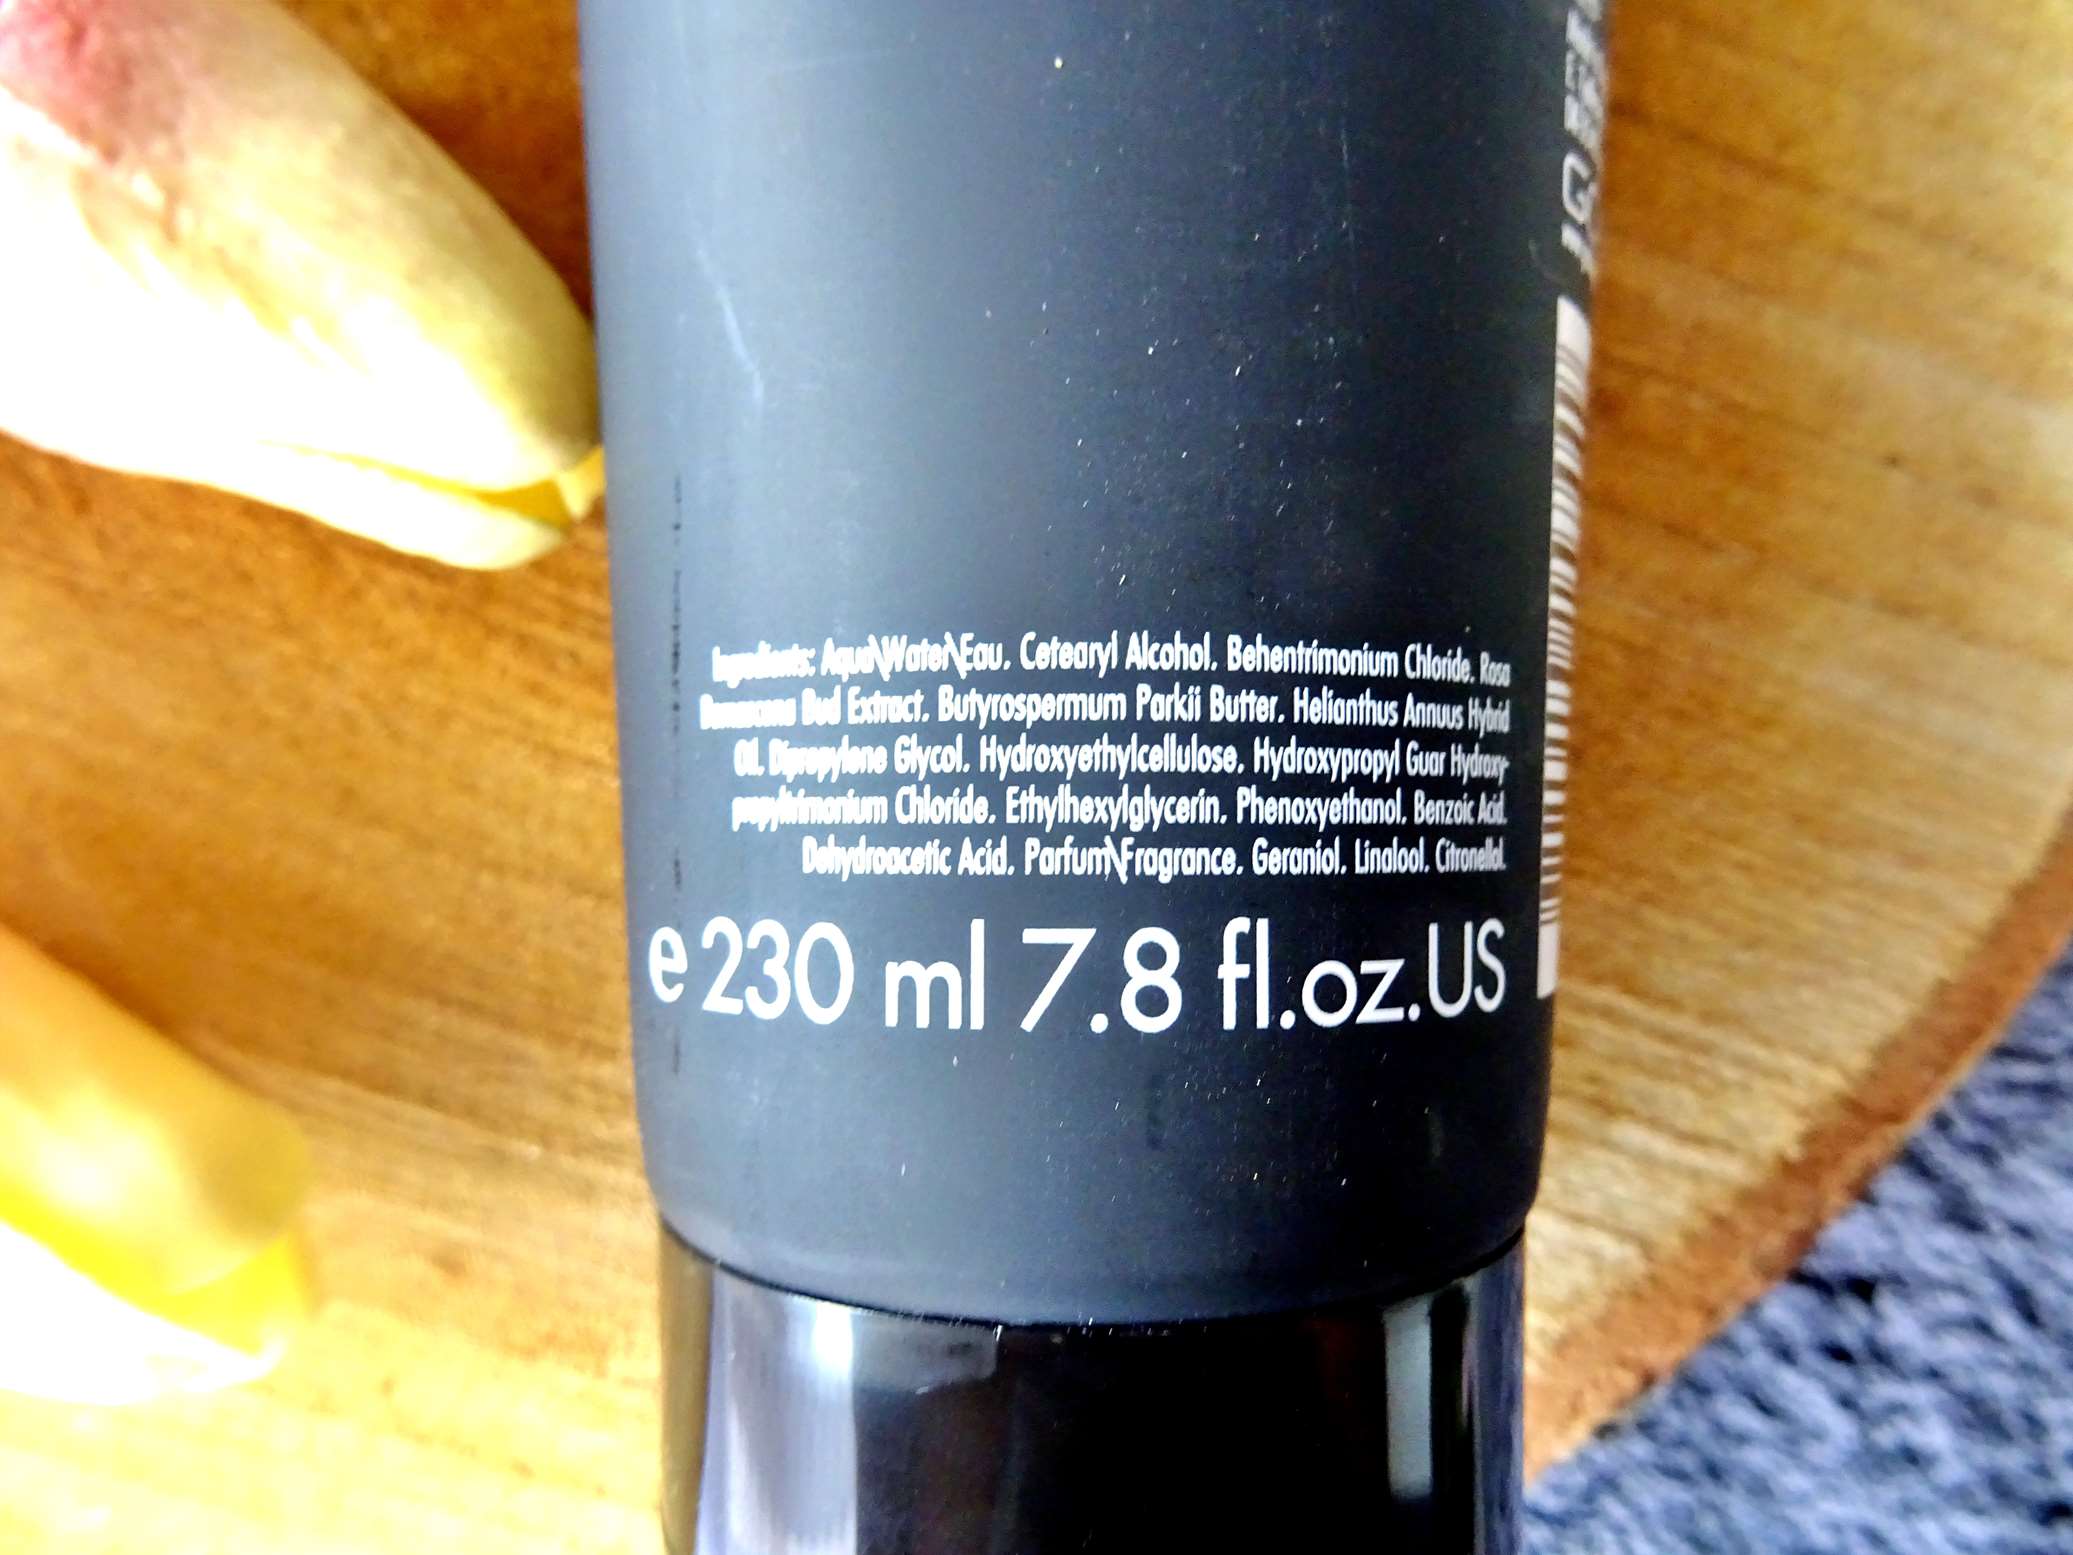 Ingredients: Aqua\Water\Eau. Cetearyl Alcohol. Behentrimonium Chloride. Rosa
Damascena Bud Extract. Butyrospermum Parkii Butter. Helianthus Annuus Hybrid
Oil. Dipropylene Glycol. Hydroxyethylcellulose. Hydroxypropyl Guar Hydroxy-
propyltrimonium Chloride. Ethylhexylglycerin. Phenoxyethanol. Benzoic Acid.
Dehydroacetic Acid. Parfum\Fragrance. Geraniol. Linalool. Citronellol.
e 230 ml 7.8 fl.oz.US